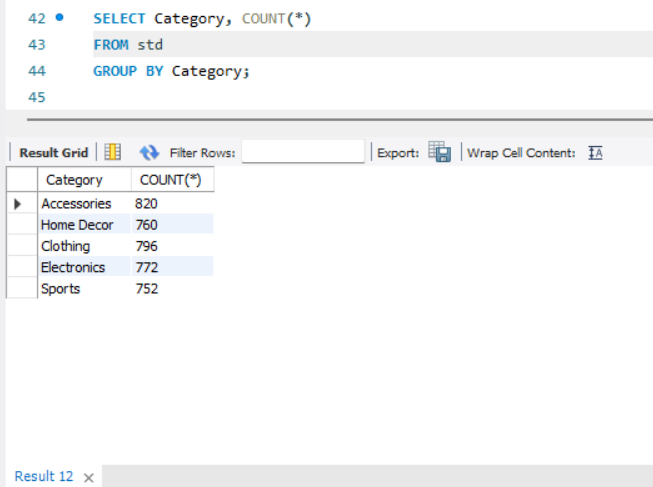 42 SELECT Category, COUNT(*)
43 FROM std
44 GROUP BY Category;
45
Result Grid Filter Rows: Export: Wrap Cell Content: IA
Category COUNT(*)
Accessories 820
Home Decor 760
Clothing 796
Electronics 772
Sports 752
Result 12 ×